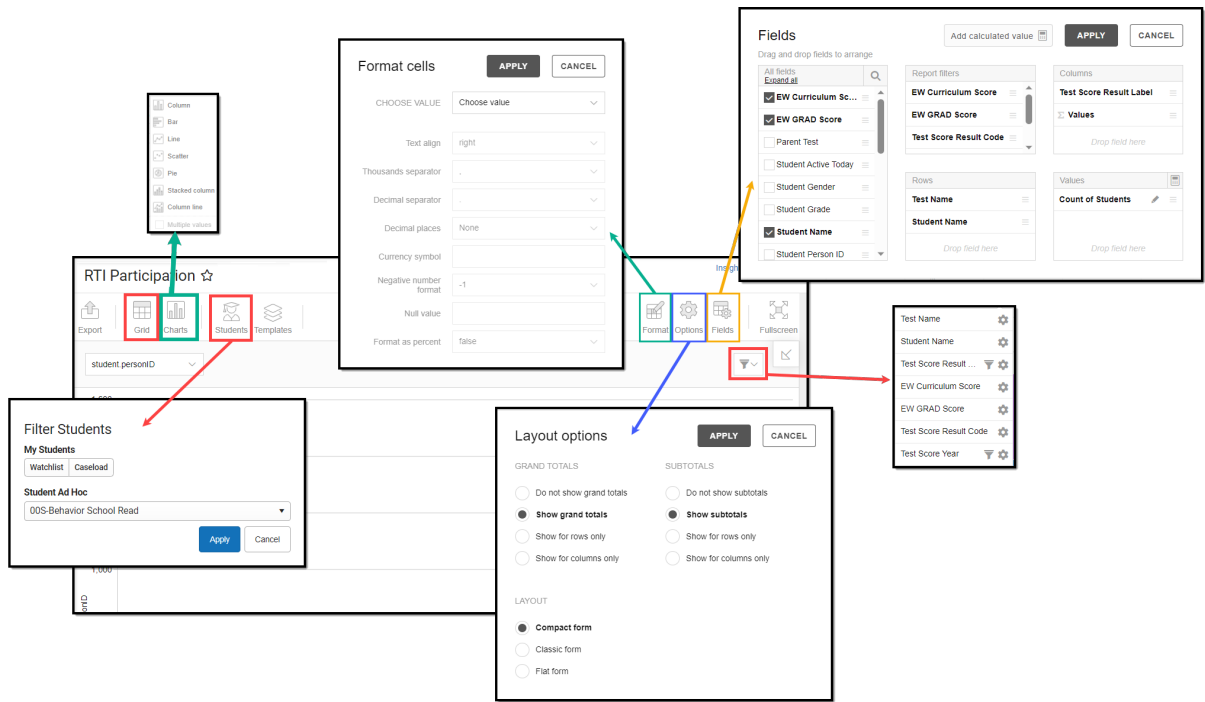 Column
Bar
Line
Scatter
Pie
Stacked column
Column line
Multiple values
Format cells
APPLY
CANCEL
CHOOSE VALUE
Choose value
Text align
right
Thousands separator
,
Decimal separator
.
Decimal places
None
Currency symbol
Negative number
format
-1
Null value
Format as percent
false
Fields
Add calculated value
APPLY
CANCEL
Drag and drop fields to arrange
All fields
Expand all
EW Curriculum Sc...
EW GRAD Score
Parent Test
Student Active Today
Student Gender
Student Grade
Student Name
Student Person ID
Report filters
EW Curriculum Score
EW GRAD Score
Test Score Result Code
Columns
Test Score Result Label
Σ Values
Drop field here
Rows
Test Name
Student Name
Drop field here
Values
Count of Students
Drop field here
RTI Participation
Insigh
Export
Grid
Charts
Students
Templates
Format
Options
Fields
Fullscreen
student.personID
1,000
Filter Students
My Students
Watchlist
Caseload
Student Ad Hoc
00S-Behavior School Read
Apply
Cancel
Layout options
APPLY
CANCEL
GRAND TOTALS
SUBTOTALS
Do not show grand totals
Do not show subtotals
Show grand totals
Show subtotals
Show for rows only
Show for rows only
Show for columns only
Show for columns only
LAYOUT
Compact form
Classic form
Flat form
Test Name
Student Name
Test Score Result ...
EW Curriculum Score
EW GRAD Score
Test Score Result Code
Test Score Year